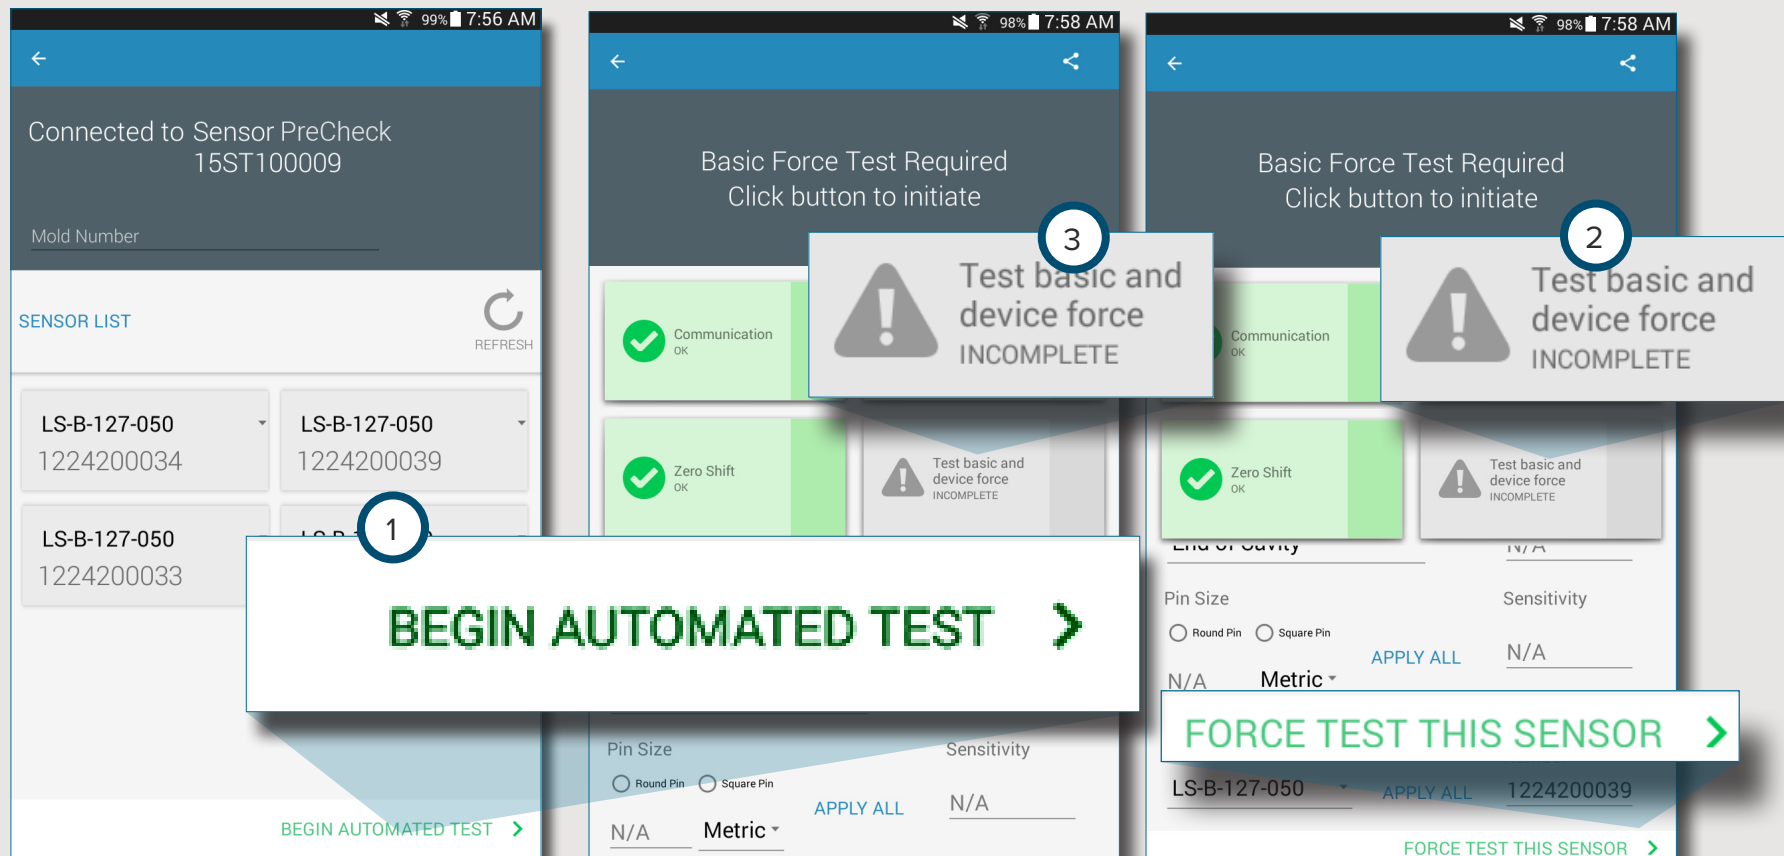 99% 7:56 AM
Connected to Sensor PreCheck
15ST100009
Mold Number
SENSOR LIST
REFRESH
LS-B-127-050
1224200034
LS-B-127-050
1224200039
LS-B-127-050
1224200033
1
BEGIN AUTOMATED TEST
BEGIN AUTOMATED TEST
98% 7:58 AM
Basic Force Test Required
Click button to initiate
3
Test basic and
device force
INCOMPLETE
Communication
OK
Zero Shift
OK
Test basic and
device force
INCOMPLETE
Pin Size
Sensitivity
Round Pin
Square Pin
APPLY ALL
N/A
N/A
Metric
98% 7:58 AM
Basic Force Test Required
Click button to initiate
2
Test basic and
device force
INCOMPLETE
Communication
OK
Zero Shift
OK
Test basic and
device force
INCOMPLETE
End of Cavity
N/A
Pin Size
Sensitivity
Round Pin
Square Pin
APPLY ALL
N/A
N/A
Metric
FORCE TEST THIS SENSOR
LS-B-127-050
APPLY ALL
1224200039
FORCE TEST THIS SENSOR